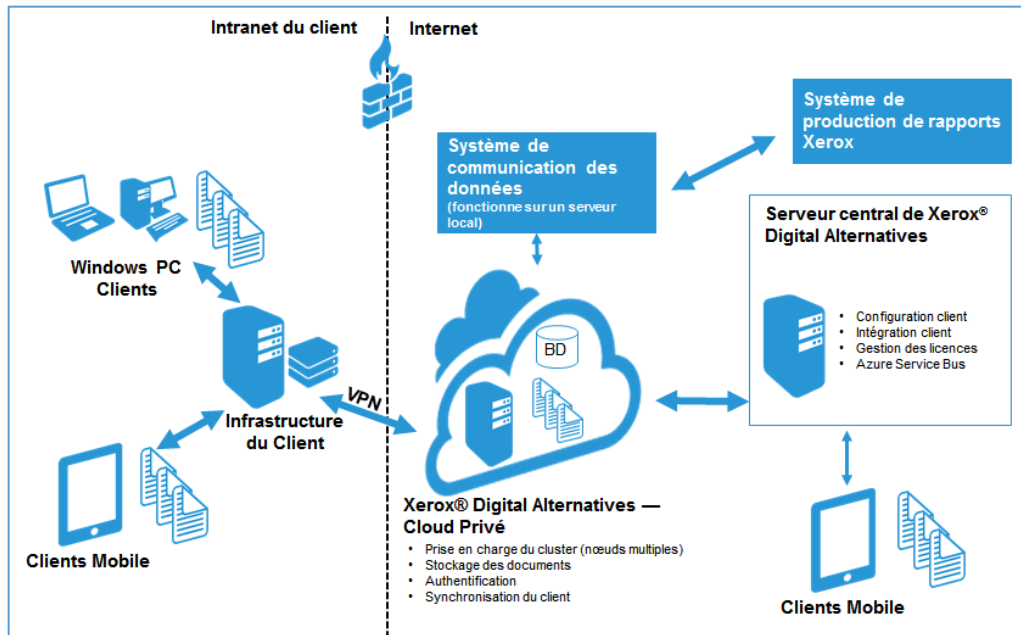 Intranet du client
Internet
Système de
production de rapports
Xerox
Système de
communication des
données
(fonctionne sur un serveur
local)
Serveur central de Xerox®
Digital Alternatives
• Configuration client
• Intégration client
• Gestion des licences
• Azure Service Bus
Windows PC
Clients
BD
VPN
Infrastructure
du Client
Clients Mobile
Xerox® Digital Alternatives —
Cloud Privé
• Prise en charge du cluster (nœuds multiples)
• Stockage des documents
• Authentification
• Synchronisation du client
Clients Mobile